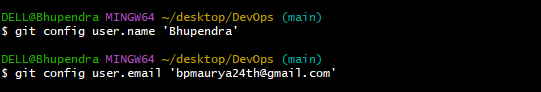 DELL@Bhupendra MINGW64 ~/desktop/DevOps (main)
$ git config user.name 'Bhupendra'
DELL@Bhupendra MINGW64 ~/desktop/DevOps (main)
$ git config user.email 'bpmaurya24th@gmail.com'